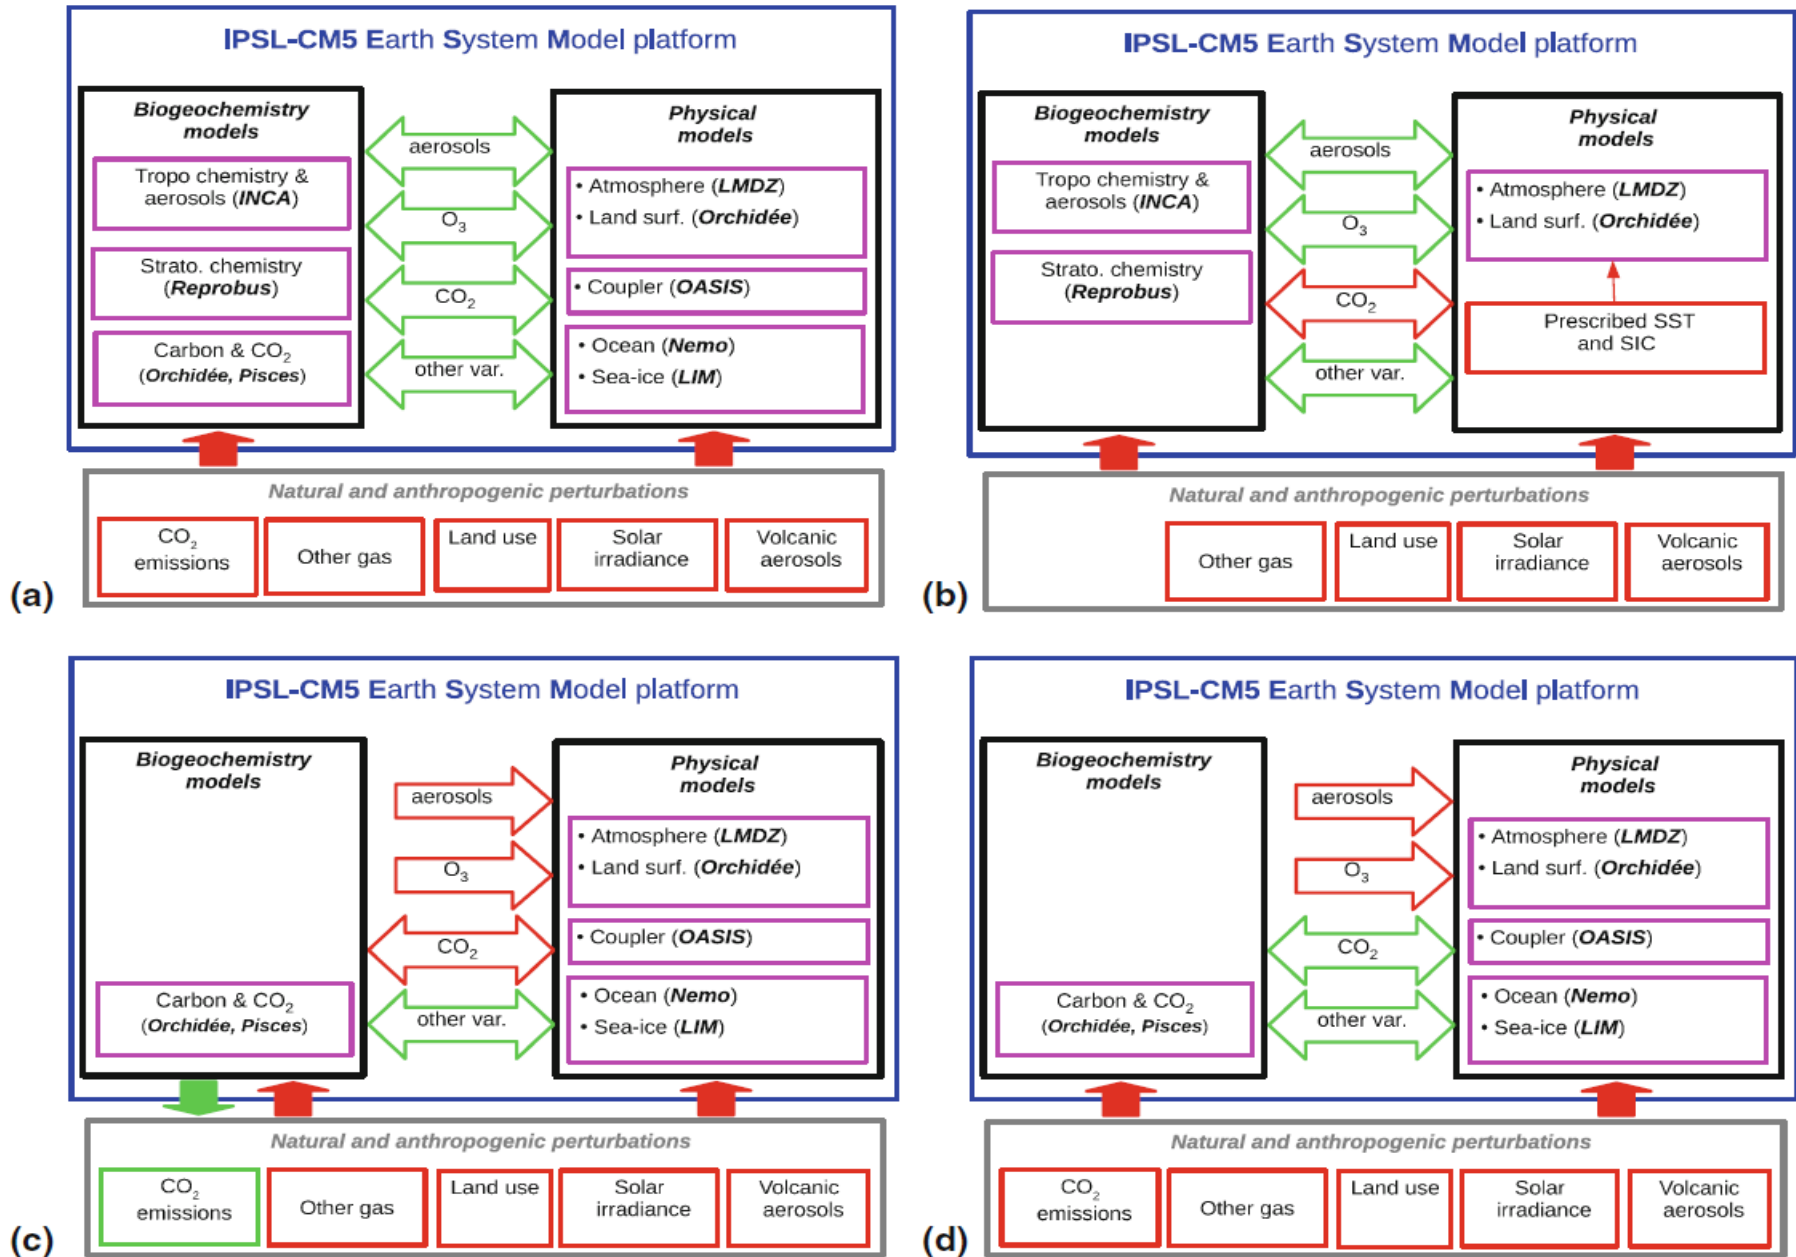 IPSL-CM5 Earth System Model platform
Biogeochemistry
models
Tropo chemistry &
aerosols (INCA)
Strato. chemistry
(Reprobus)
Carbon & CO2
(Orchidée, Pisces)
aerosols
O3
CO2
other var.
Physical
models
• Atmosphere (LMDZ)
• Land surf. (Orchidée)
• Coupler (OASIS)
• Ocean (Nemo)
• Sea-ice (LIM)
Natural and anthropogenic perturbations
CO2
emissions
Other gas
Land use
Solar
irradiance
Volcanic
aerosols
(a)
IPSL-CM5 Earth System Model platform
Biogeochemistry
models
Tropo chemistry &
aerosols (INCA)
Strato. chemistry
(Reprobus)
aerosols
O3
CO2
other var.
Physical
models
• Atmosphere (LMDZ)
• Land surf. (Orchidée)
Prescribed SST
and SIC
Natural and anthropogenic perturbations
Other gas
Land use
Solar
irradiance
Volcanic
aerosols
(b)
IPSL-CM5 Earth System Model platform
Biogeochemistry
models
Carbon & CO2
(Orchidée, Pisces)
aerosols
O3
CO2
other var.
Physical
models
• Atmosphere (LMDZ)
• Land surf. (Orchidée)
• Coupler (OASIS)
• Ocean (Nemo)
• Sea-ice (LIM)
Natural and anthropogenic perturbations
CO2
emissions
Other gas
Land use
Solar
irradiance
Volcanic
aerosols
(c)
IPSL-CM5 Earth System Model platform
Biogeochemistry
models
Carbon & CO2
(Orchidée, Pisces)
aerosols
O3
CO2
other var.
Physical
models
• Atmosphere (LMDZ)
• Land surf. (Orchidée)
• Coupler (OASIS)
• Ocean (Nemo)
• Sea-ice (LIM)
Natural and anthropogenic perturbations
CO2
emissions
Other gas
Land use
Solar
irradiance
Volcanic
aerosols
(d)